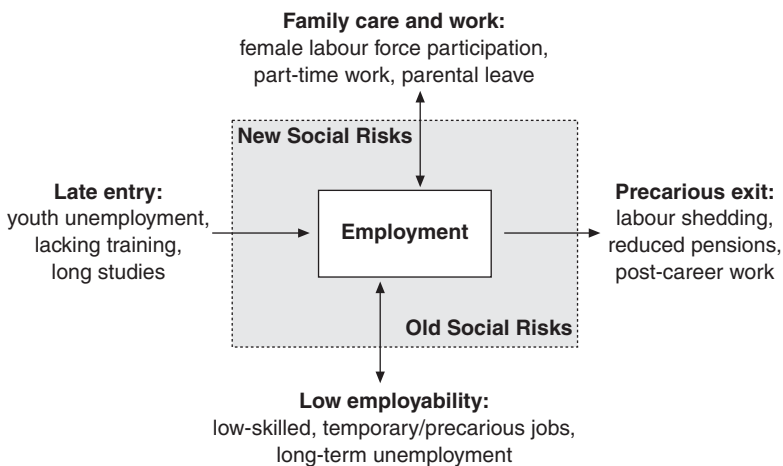 Family care and work:
female labour force participation,
part-time work, parental leave
New Social Risks
Late entry:
youth unemployment,
lacking training,
long studies
Employment
Precarious exit:
labour shedding,
reduced pensions,
post-career work
Old Social Risks
Low employability:
low-skilled, temporary/precarious jobs,
long-term unemployment